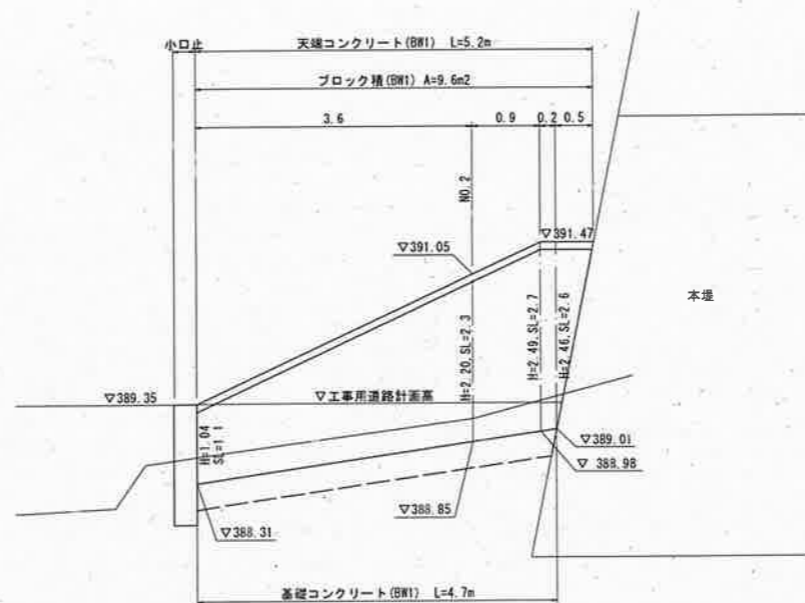 小口止
天端コンクリート(BW1) L=5.2m
ブロック積(BW1) A=9.6m2
3.6
0.9
0.2
0.5
NO.2
▽391.47
▽391.05
本堤
H=2.20,SL=2.3
H=2.49,SL=2.7
H=2.46,SL=2.6
▽389.35
▽工事用道路計画高
H=1.04
SL=1.1
▽389.01
▽ 388.98
▽388.85
▽388.31
基礎コンクリート(BW1) L=4.7m